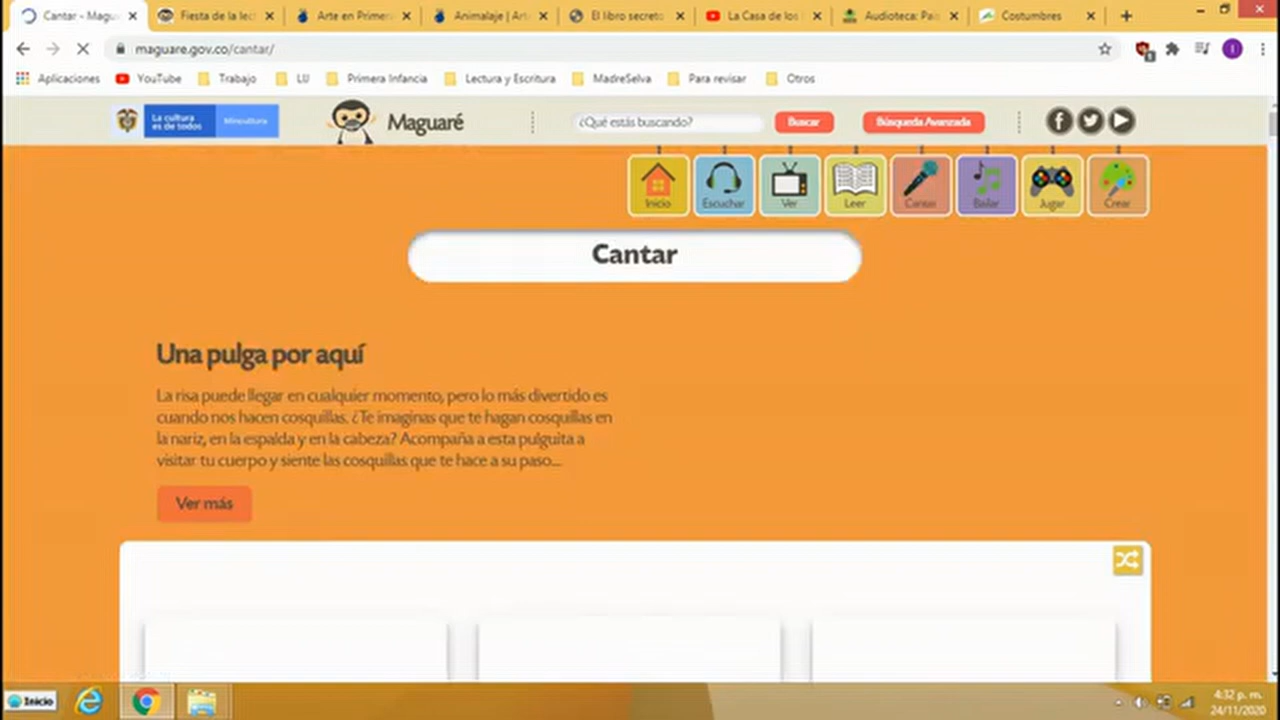 Cantar - Magu
Fiesta de la lect
Arte en Primera
Animalaje | Art
El libro secreto
La Casa de los
Audioteca: Pais
Costumbres
maguare.gov.co/cantar/
Aplicaciones
YouTube
Trabajo
LIJ
Primera Infancia
Lectura y Escritura
MadreSelva
Para revisar
Otros
La cultura
es de todos
Mincultura
Maguaré
¿Qué estás buscando?
Buscar
Búsqueda Avanzada
Inicio
Escuchar
Ver
Leer
Cantar
Bailar
Jugar
Crear
Cantar
Una pulga por aquí
La risa puede llegar en cualquier momento, pero lo más divertido es
cuando nos hacen cosquillas. ¿Te imaginas que te hagan cosquillas en
la nariz, en la espalda y en la cabeza? Acompaña a esta pulguita a
visitar tu cuerpo y siente las cosquillas que te hace a su paso...
Ver más
Inicio
4:32 p. m.
24/11/2020